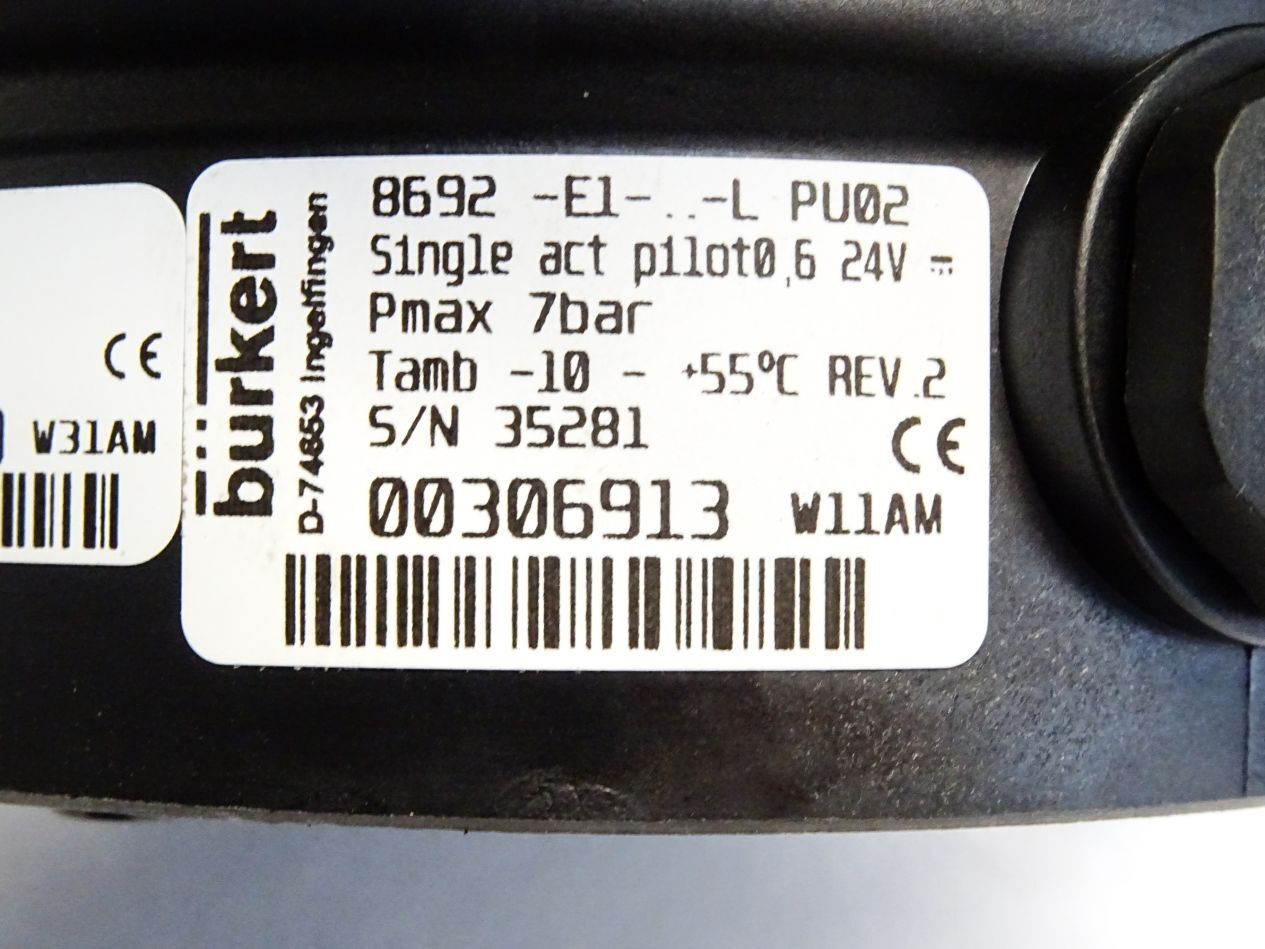 CE
W31AM
bürkert
D-74653 Ingelfingen
8692 -E1-..-L PU02
Single act pilot0,6 24V ⎓
Pmax 7bar
Tamb -10 - +55°C REV.2
S/N 35281
CE
00306913 W11AM